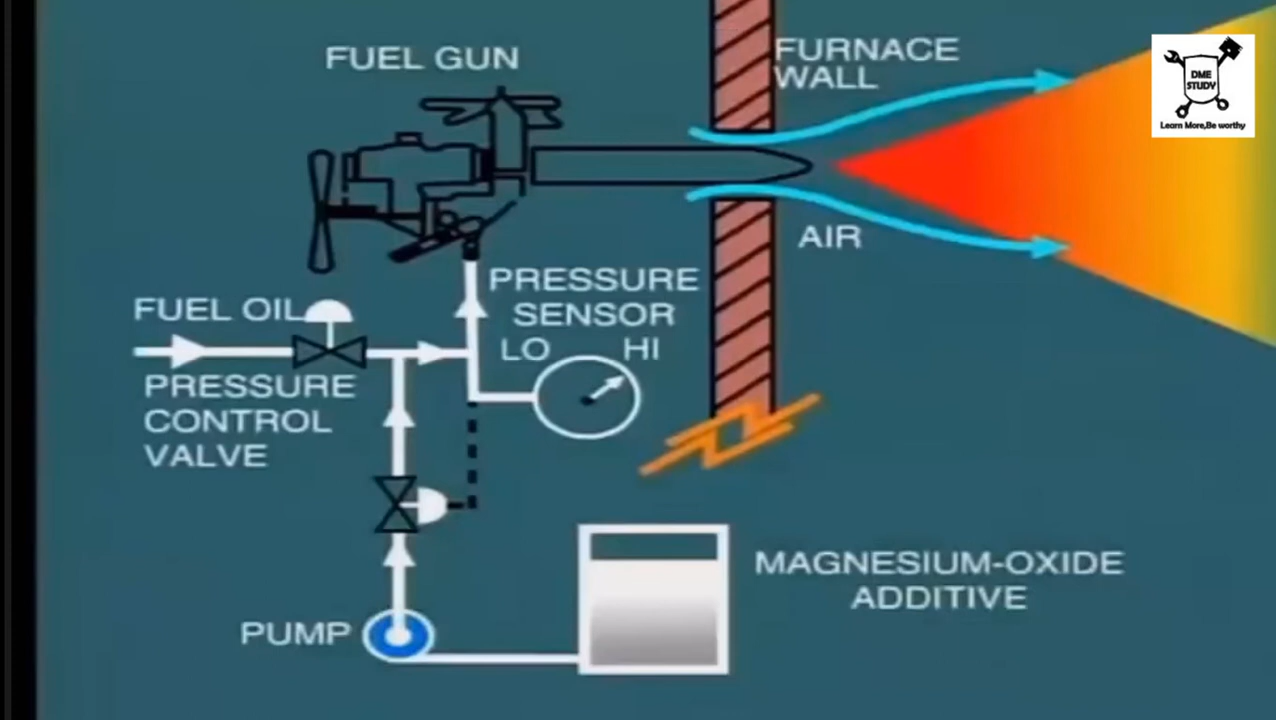 FUEL GUN
FURNACE
WALL
DME
STUDY
Learn More,Be worthy
AIR
PRESSURE
SENSOR
LO HI
FUEL OIL
PRESSURE
CONTROL
VALVE
MAGNESIUM-OXIDE
ADDITIVE
PUMP